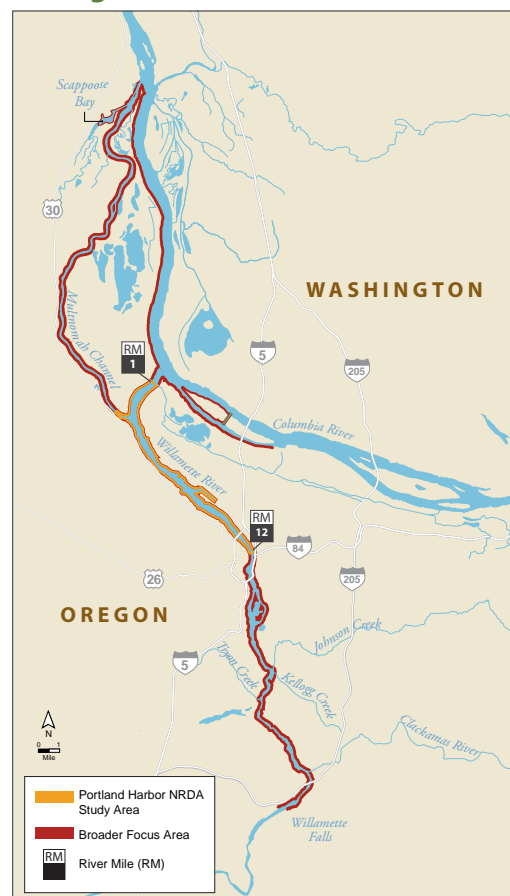 Scappoose
Bay
30
WASHINGTON
Multnomah Channel
RM
1
5
205
Columbia River
Willamette River
RM
12
84
26
205
OREGON
Johnson Creek
5
Tryon Creek
Kellogg Creek
Clackamas River
N
0 1
Mile
Willamette
Falls
Portland Harbor NRDA
Study Area
Broader Focus Area
RM
River Mile (RM)